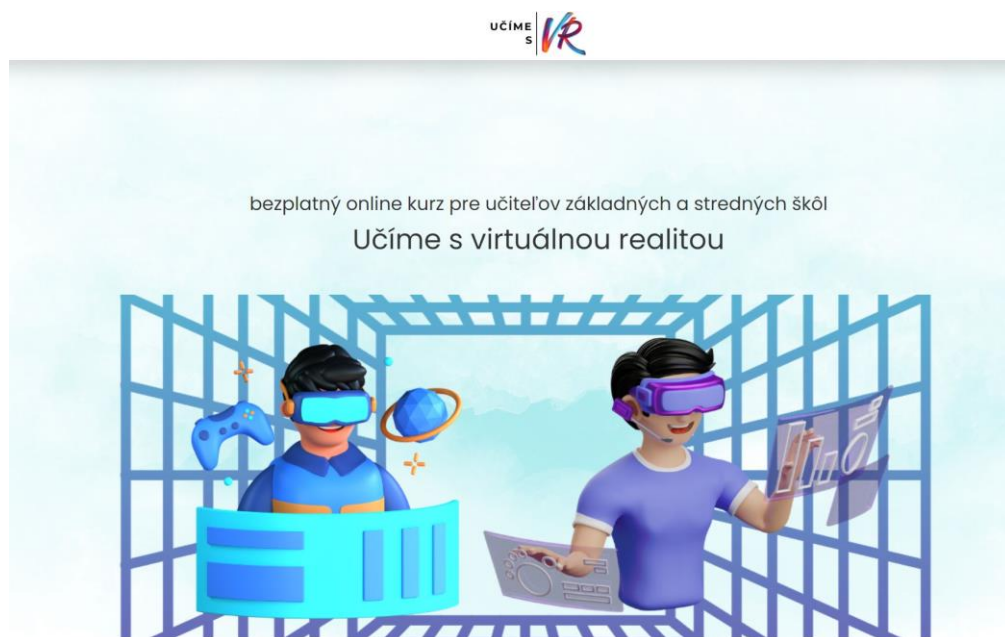 UČÍME
S VR
bezplatný online kurz pre učiteľov základných a stredných škôl
Učíme s virtuálnou realitou